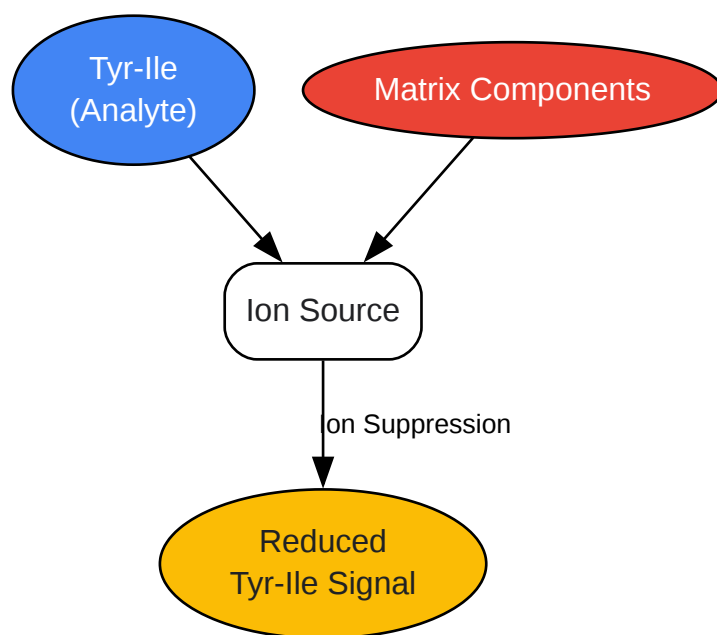 Tyr-Ile
(Analyte)
Matrix Components
Ion Source
Ion Suppression
Reduced
Tyr-Ile Signal